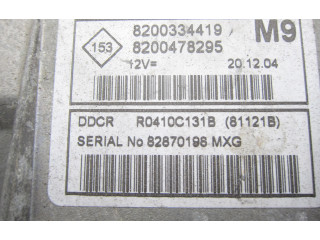 8200334419 M9
153 8200478295
12V= 20.12.04
DDCR R0410C131B (81121B)
SERIAL No 82870198 MXG